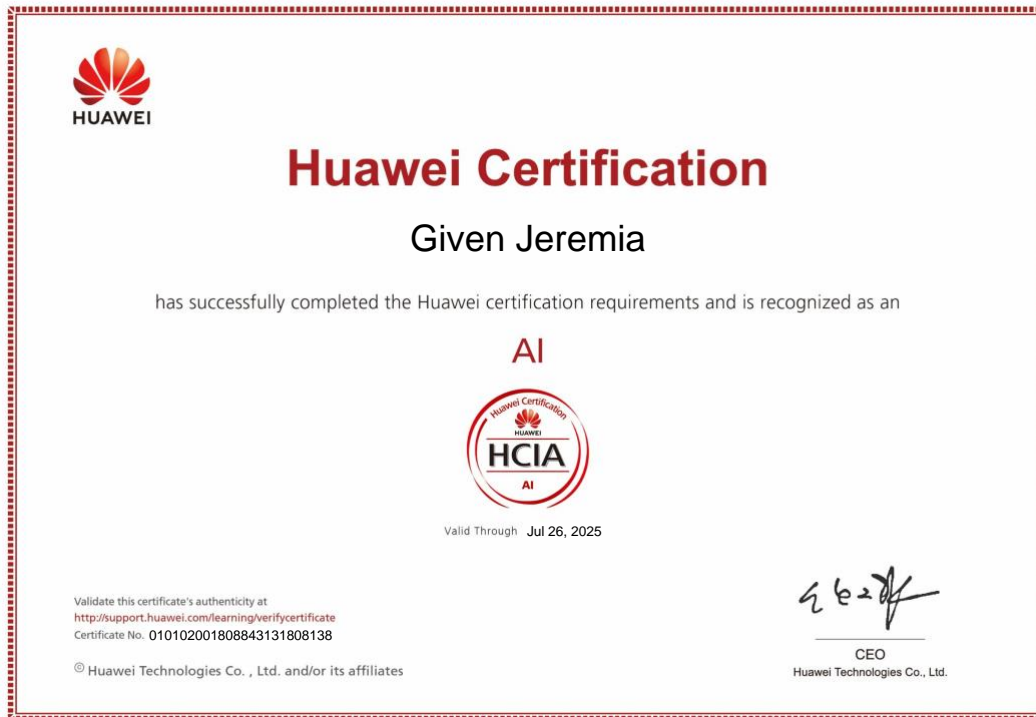 HUAWEI
Huawei Certification
Given Jeremia
has successfully completed the Huawei certification requirements and is recognized as an
AI
Huawei Certification
HUAWEI
HCIA
AI
Valid Through Jul 26, 2025
Validate this certificate's authenticity at
http://support.huawei.com/learning/verifycertificate
Certificate No. 010102001808843131808138
© Huawei Technologies Co. , Ltd. and/or its affiliates
CEO
Huawei Technologies Co., Ltd.